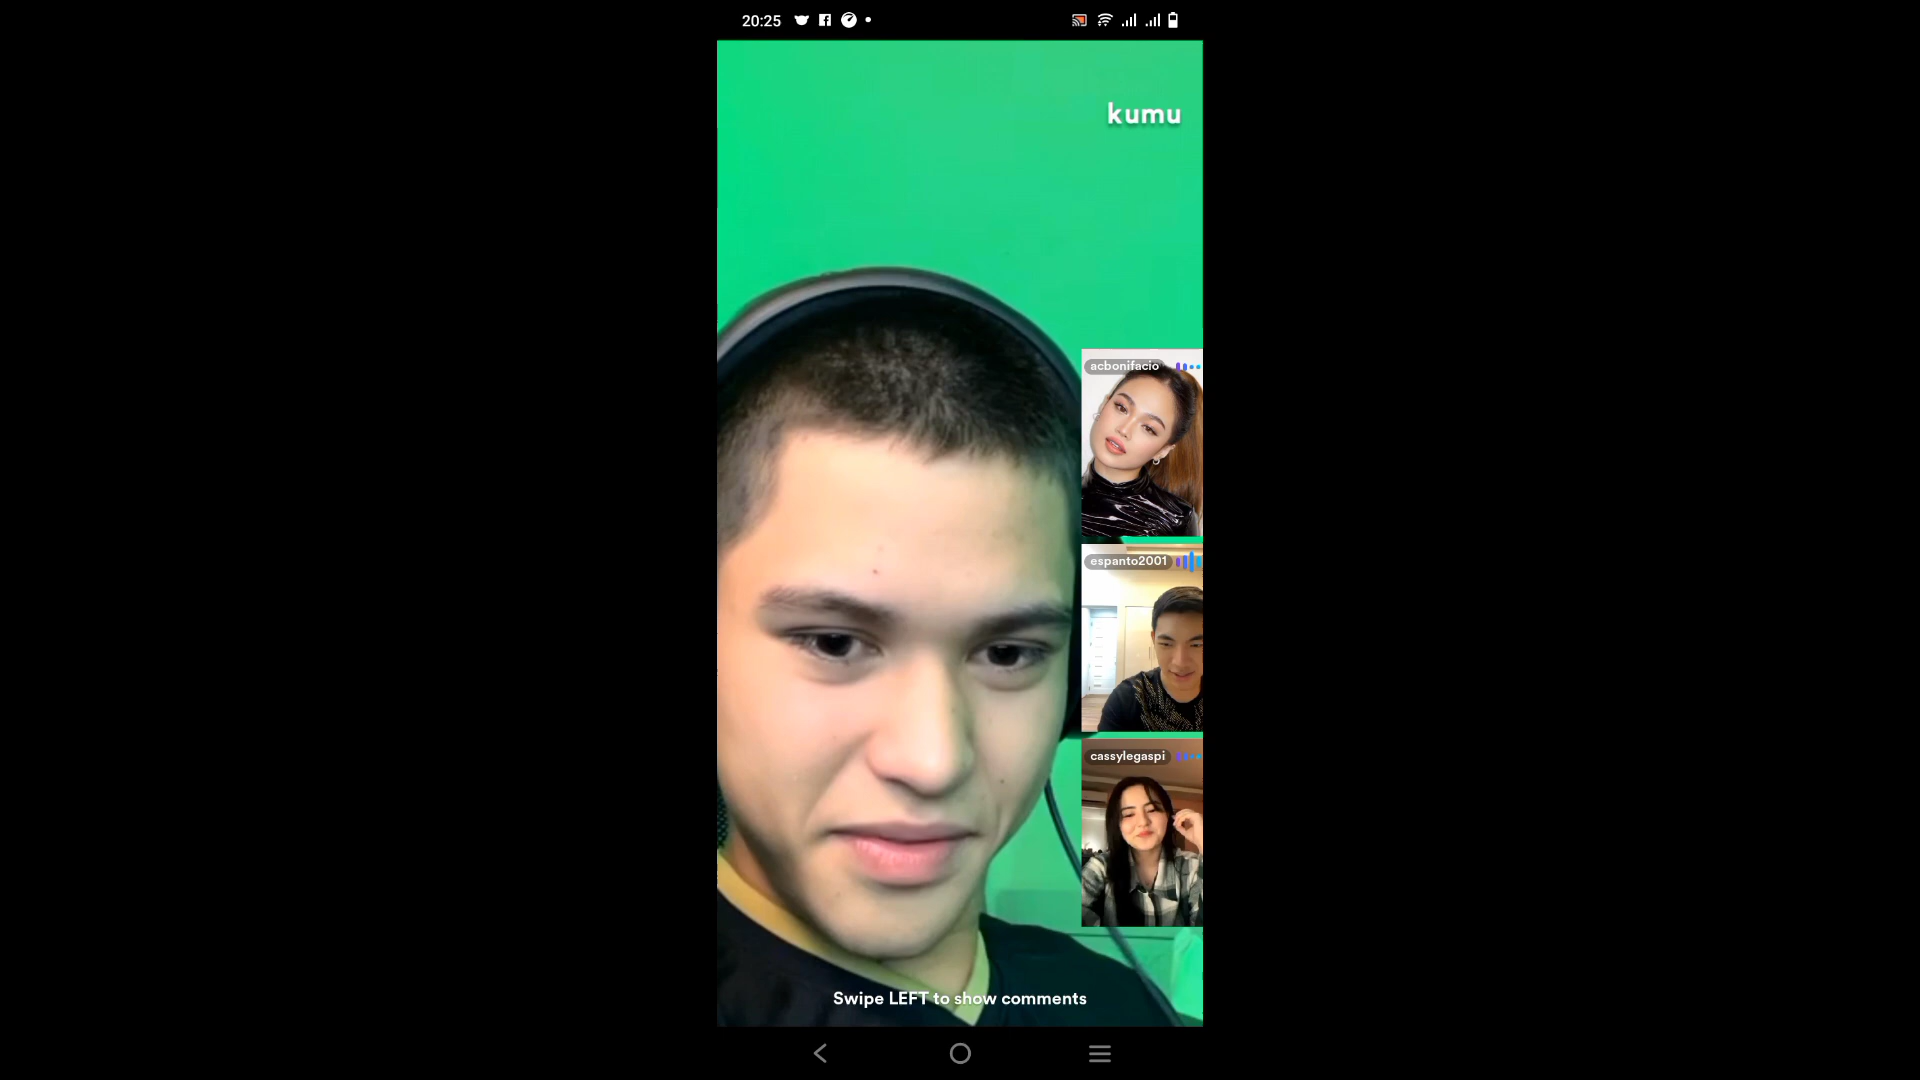 20:25
kumu
acbonifacio
espanto2001
cassylegaspi
Swipe LEFT to show comments